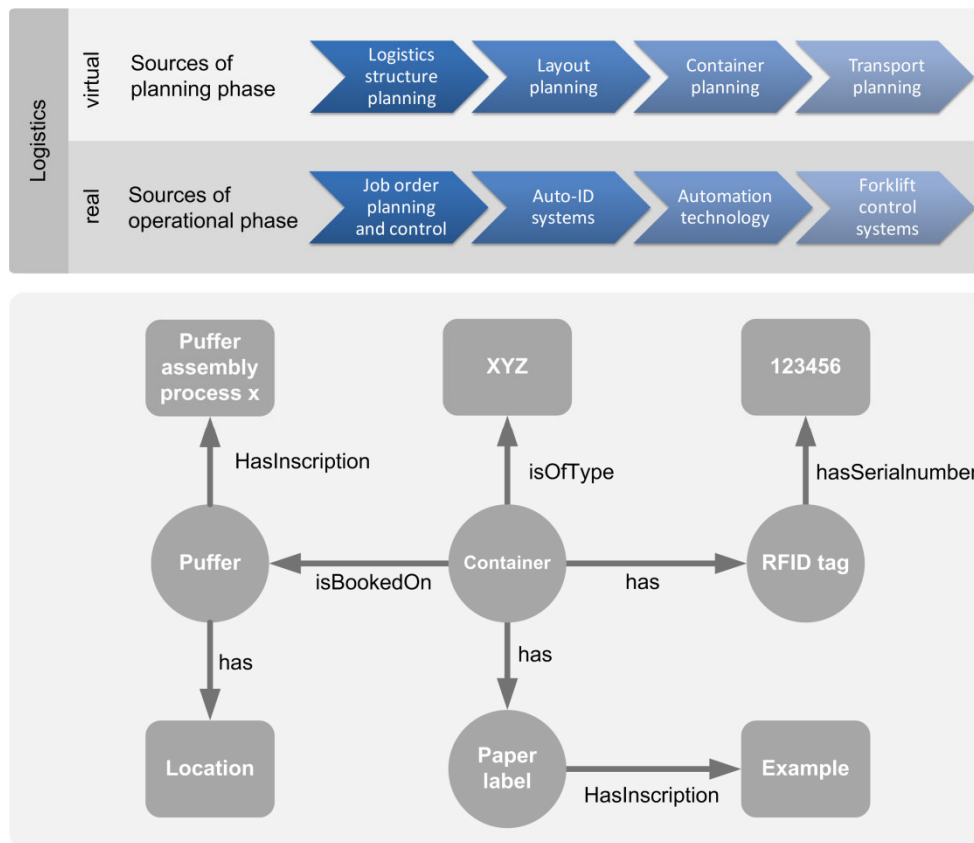 Logistics
virtual
Sources of
planning phase
Logistics
structure
planning
Layout
planning
Container
planning
Transport
planning
real
Sources of
operational phase
Job order
planning
and control
Auto-ID
systems
Automation
technology
Forklift
control
systems
Puffer
assembly
process x
XYZ
123456
HasInscription
isOfType
hasSerialnumber
Puffer
isBookedOn
Container
has
RFID tag
has
has
Location
Paper
label
HasInscription
Example